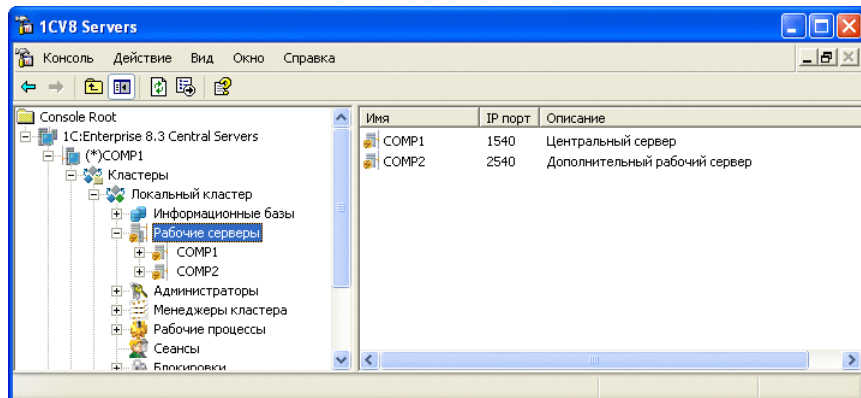 1CV8 Servers
Консоль Действие Вид Окно Справка
Console Root
1C:Enterprise 8.3 Central Servers
(*)COMP1
Кластеры
Локальный кластер
Информационные базы
Рабочие серверы
COMP1
COMP2
Администраторы
Менеджеры кластера
Рабочие процессы
Сеансы
Блокировки
Имя IP порт Описание
COMP1 1540 Центральный сервер
COMP2 2540 Дополнительный рабочий сервер